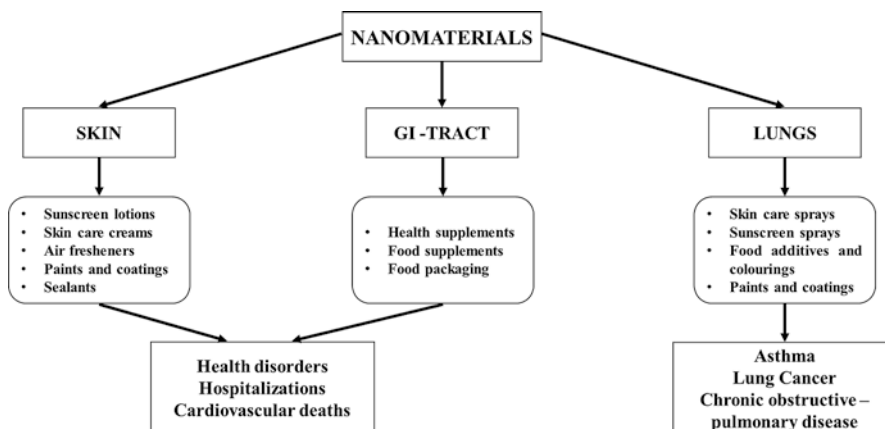 NANOMATERIALS
SKIN
GI -TRACT
LUNGS
• Sunscreen lotions
• Skin care creams
• Air fresheners
• Paints and coatings
• Sealants
• Health supplements
• Food supplements
• Food packaging
• Skin care sprays
• Sunscreen sprays
• Food additives and
colourings
• Paints and coatings
Health disorders
Hospitalizations
Cardiovascular deaths
Asthma
Lung Cancer
Chronic obstructive –
pulmonary disease